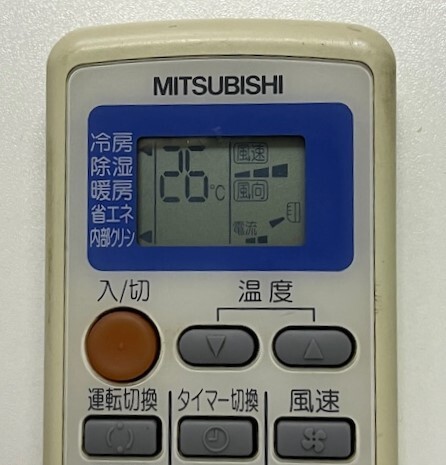 MITSUBISHI
冷房
除湿
暖房
省エネ
内部クリーン
26℃
風速
風向
電流
入/切
温度
運転切換
タイマー切換
風速